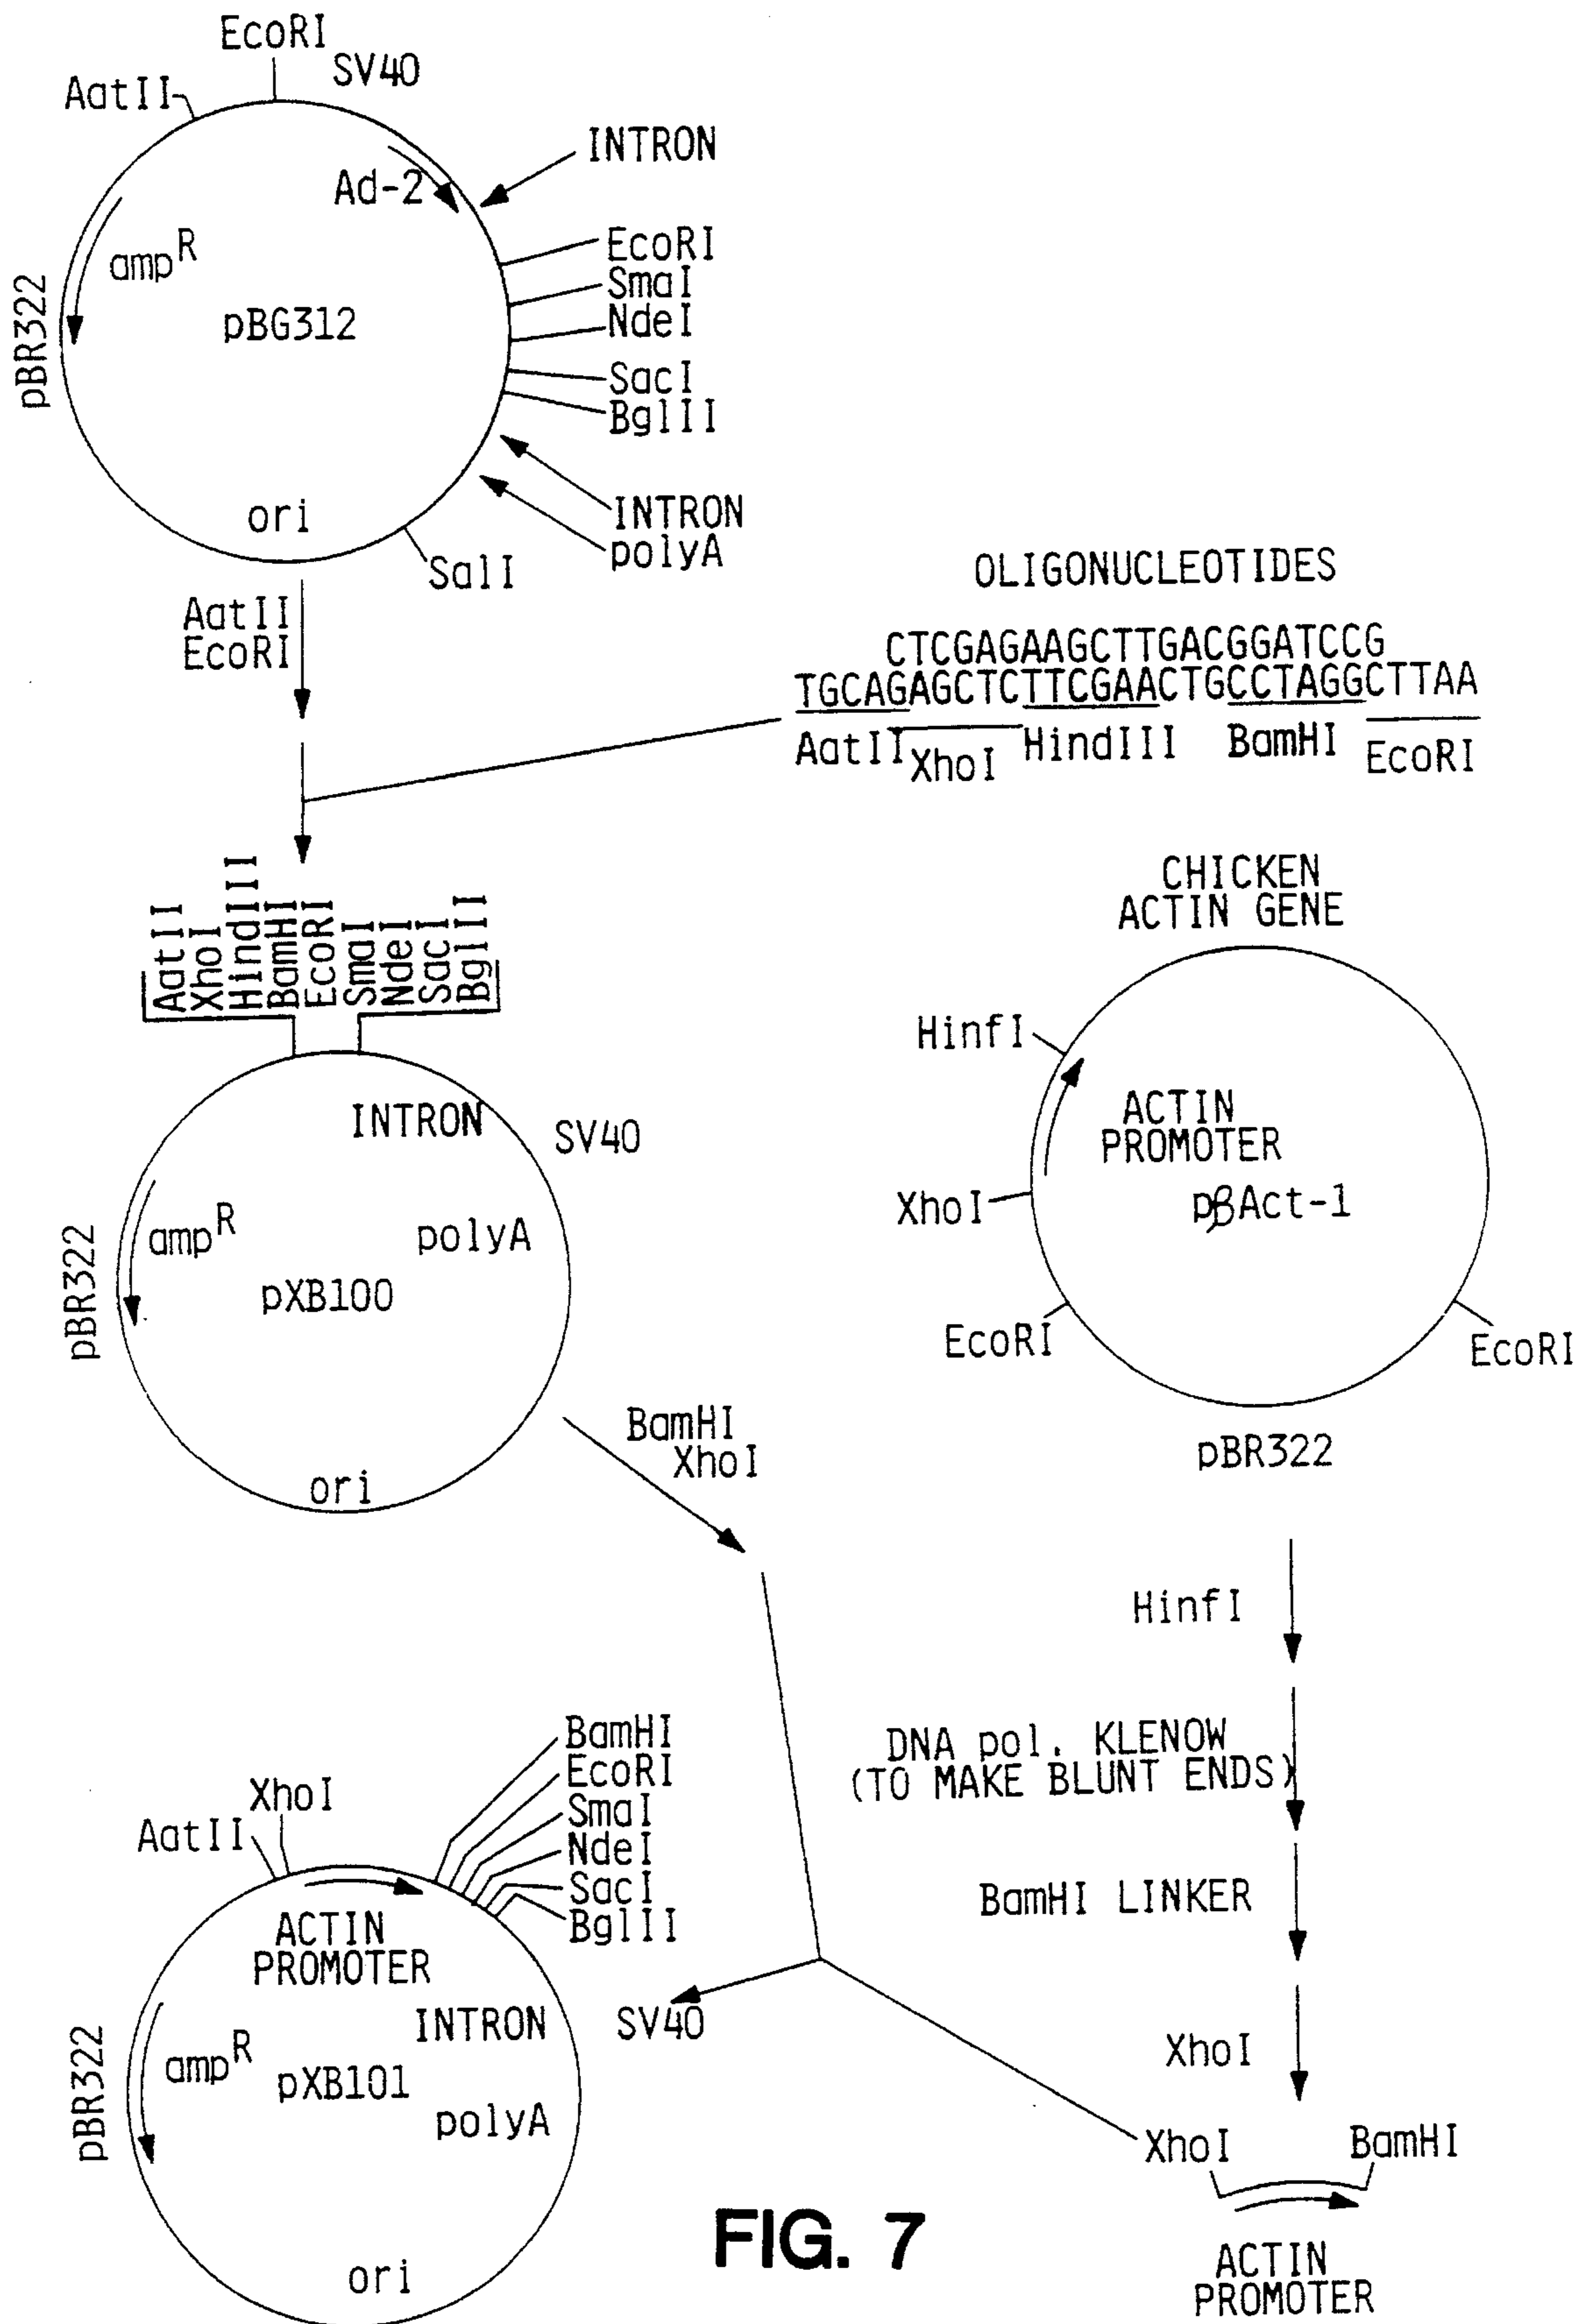 EcoRI
SV40
AatII
INTRON
Ad-2
EcoRI
ampR
SmaI
pBR322
pBG312
NdeI
SacI
BglII
INTRON
ori
polyA
SalI
AatII
EcoRI
OLIGONUCLEOTIDES
CTCGAGAAGCTTGACGGATCCG
TGCAGAGCTCTTCGAACTGCCTAGGCTTAA
AatII XhoI HindIII BamHI EcoRI
AatII
XhoI
HindIII
BamHI
EcoRI
SmaI
NdeI
SacI
BglII
INTRON
SV40
ampR
polyA
pBR322
pXB100
ori
CHICKEN
ACTIN GENE
HinfI
ACTIN
PROMOTER
XhoI
pβAct-1
EcoRI
EcoRI
pBR322
BamHI
XhoI
HinfI
DNA pol. KLENOW
(TO MAKE BLUNT ENDS)
BamHI LINKER
XhoI
XhoI
BamHI
ACTIN
PROMOTER
BamHI
EcoRI
SmaI
NdeI
SacI
BglII
XhoI
AatII
ACTIN
PROMOTER
INTRON
SV40
ampR
pBR322
pXB101
polyA
ori
FIG. 7